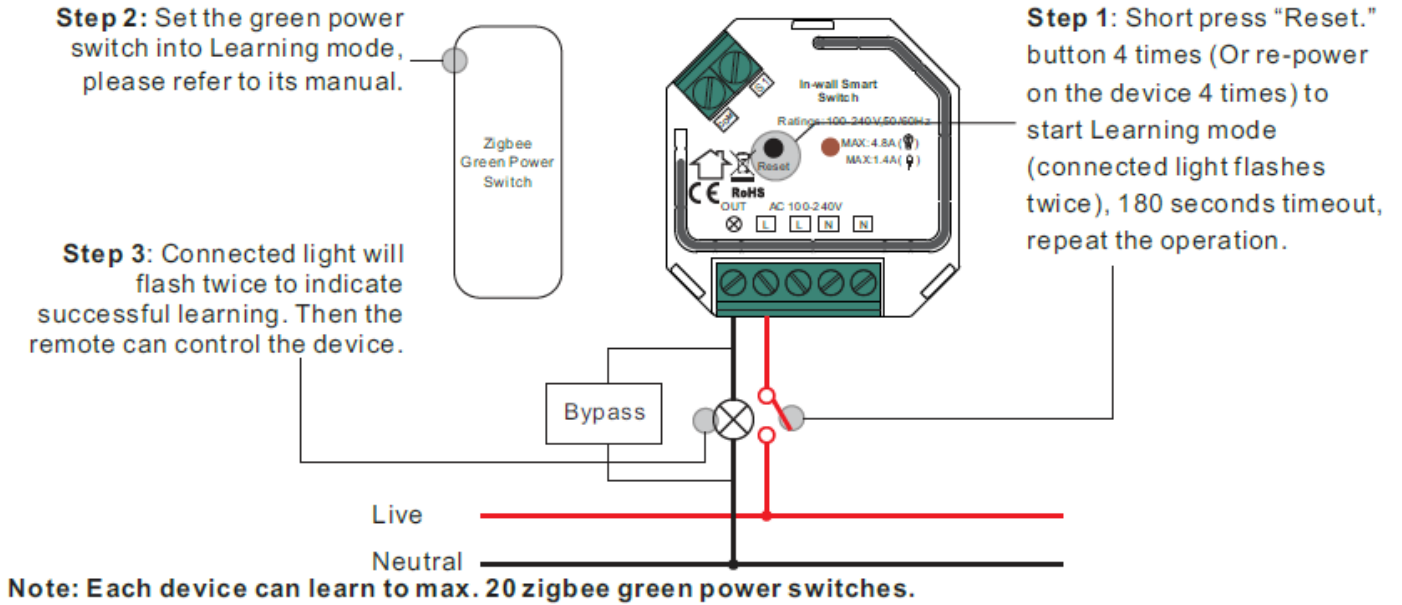 Step 2: Set the green power
switch into Learning mode,
please refer to its manual.
Zigbee
Green Power
Switch
Step 3: Connected light will
flash twice to indicate
successful learning. Then the
remote can control the device.
S1
COM
In-wall Smart
Switch
Ratings:100-240V,50/60Hz
MAX:4.8A( )
MAX:1.4A( )
Reset
CE RoHS
OUT AC 100-240V
L L N N
Step 1: Short press “Reset.”
button 4 times (Or re-power
on the device 4 times) to
start Learning mode
(connected light flashes
twice), 180 seconds timeout,
repeat the operation.
Bypass
Live
Neutral
Note: Each device can learn to max. 20 zigbee green power switches.